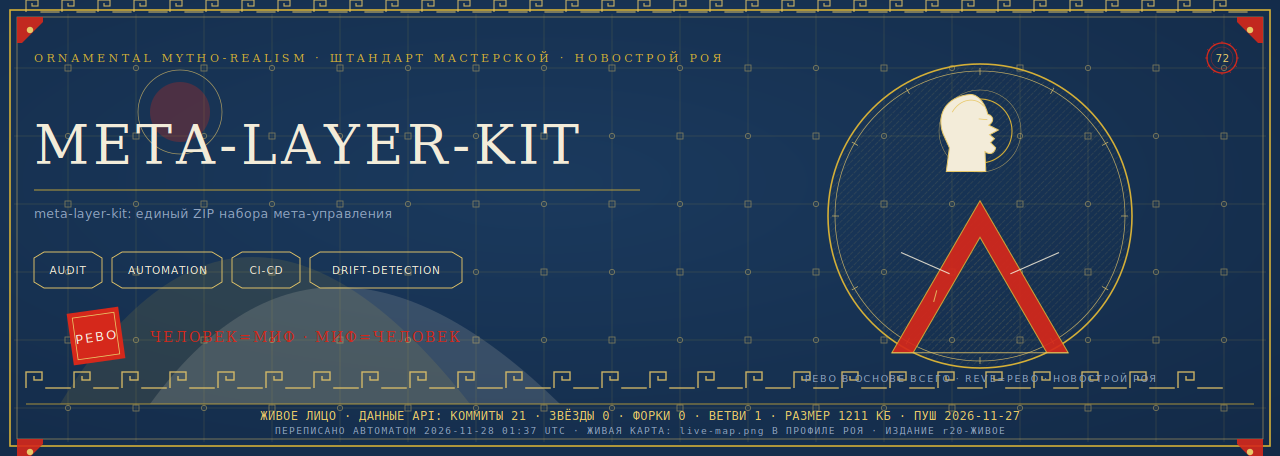 ORNAMENTAL MYTHO-REALISM · ШТАНДАРТ МАСТЕРСКОЙ · НОВОСТРОЙ РОЯ
72
META-LAYER-KIT
meta-layer-kit: единый ZIP набора мета-управления
AUDIT AUTOMATION CI-CD DRIFT-DETECTION
РЕВО
ЧЕЛОВЕК=МИФ · МИФ=ЧЕЛОВЕК
РЕВО В ОСНОВЕ ВСЕГО · REVE=РЕВО · НОВОСТРОЙ РОЯ
ЖИВОЕ ЛИЦО · ДАННЫЕ API: КОММИТЫ 21 · ЗВЁЗДЫ 0 · ФОРКИ 0 · ВЕТВИ 1 · РАЗМЕР 1211 КБ · ПУШ 2026-11-27
ПЕРЕПИСАНО АВТОМАТОМ 2026-11-28 01:37 UTC · ЖИВАЯ КАРТА: live-map.png В ПРОФИЛЕ РОЯ · ИЗДАНИЕ r20-ЖИВОЕ